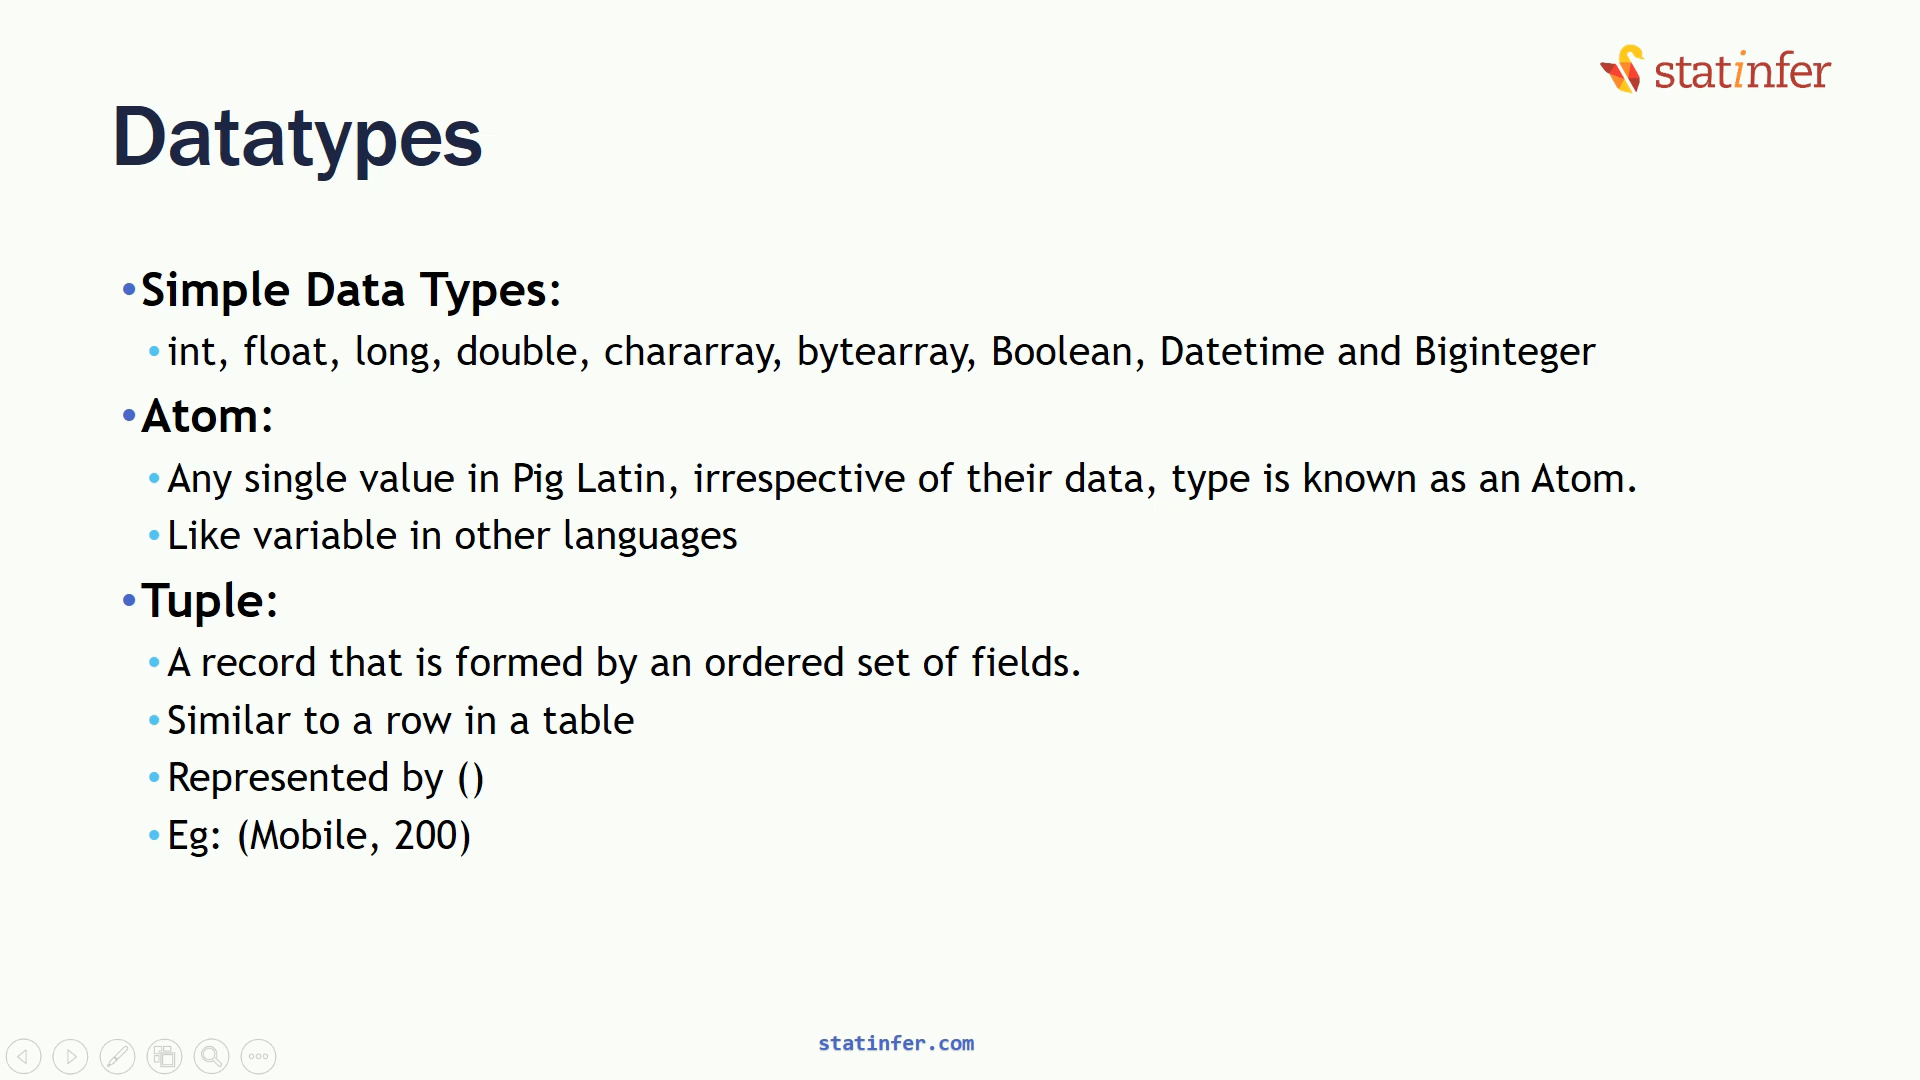 statinfer
Datatypes
•Simple Data Types:
•int, float, long, double, chararray, bytearray, Boolean, Datetime and Biginteger
•Atom:
•Any single value in Pig Latin, irrespective of their data, type is known as an Atom.
•Like variable in other languages
•Tuple:
•A record that is formed by an ordered set of fields.
•Similar to a row in a table
•Represented by ()
•Eg: (Mobile, 200)
statinfer.com